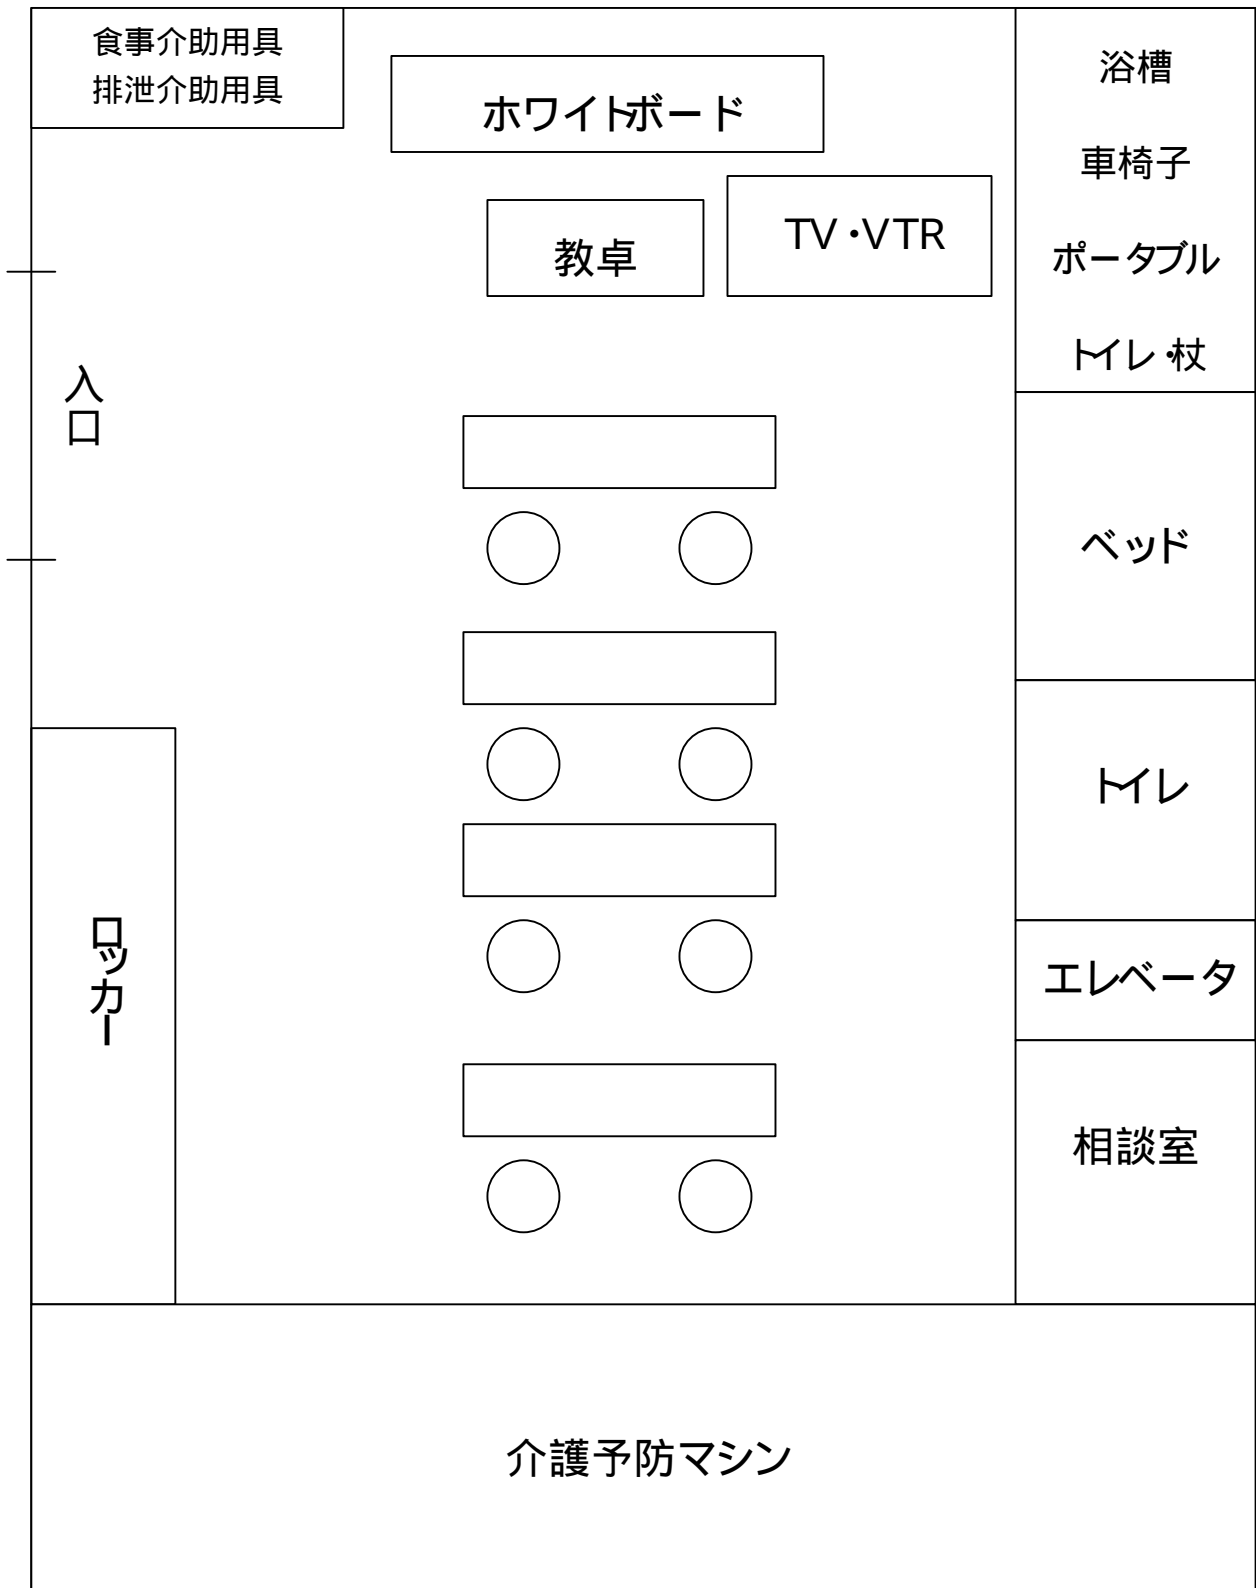 食事介助用具
排泄介助用具
ホワイトボード
教卓
TV・VTR
浴槽
車椅子
ポータブル
トイレ・杖
入口
ベッド
トイレ
ロッカー
エレベータ
相談室
介護予防マシン